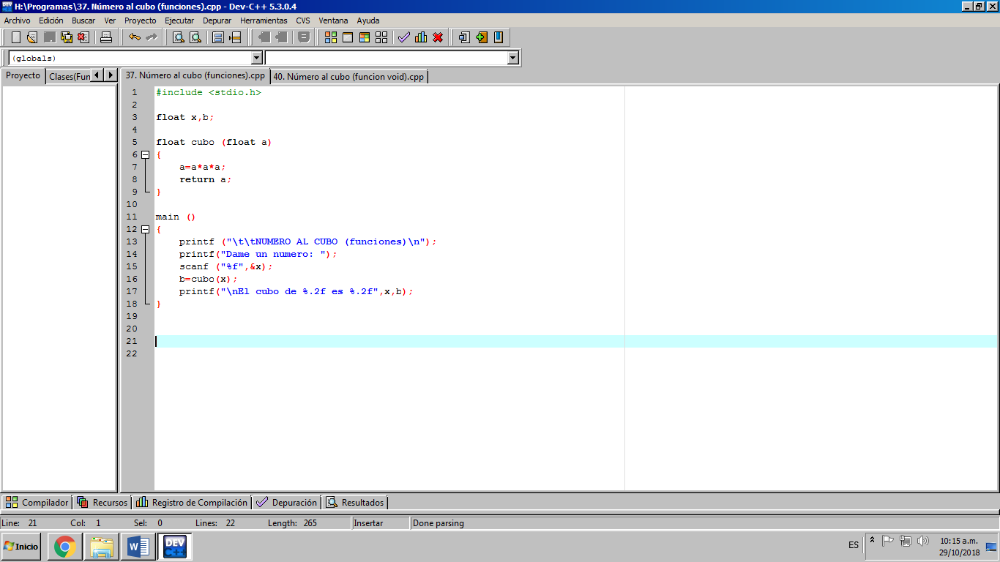 H:\Programas\37. Número al cubo (funciones).cpp - Dev-C++ 5.3.0.4
Archivo Edición Buscar Ver Proyecto Ejecutar Depurar Herramientas CVS Ventana Ayuda
(globals)
Proyecto Clases(Fun 37. Número al cubo (funciones).cpp 40. Número al cubo (funcion void).cpp
1 #include <stdio.h>
2
3 float x,b;
4
5 float cubo (float a)
6 {
7 a=a*a*a;
8 return a;
9 }
10
11 main ()
12 {
13 printf ("\t\tNUMERO AL CUBO (funciones)\n");
14 printf("Dame un numero: ");
15 scanf ("%f",&x);
16 b=cubo(x);
17 printf("\nEl cubo de %.2f es %.2f",x,b);
18 }
19
20
21
22
Compilador Recursos Registro de Compilación Depuración Resultados
Line: 21 Col: 1 Sel: 0 Lines: 22 Length: 265 Insertar Done parsing
Inicio DEV C++ ES 10:15 a.m.
29/10/2018